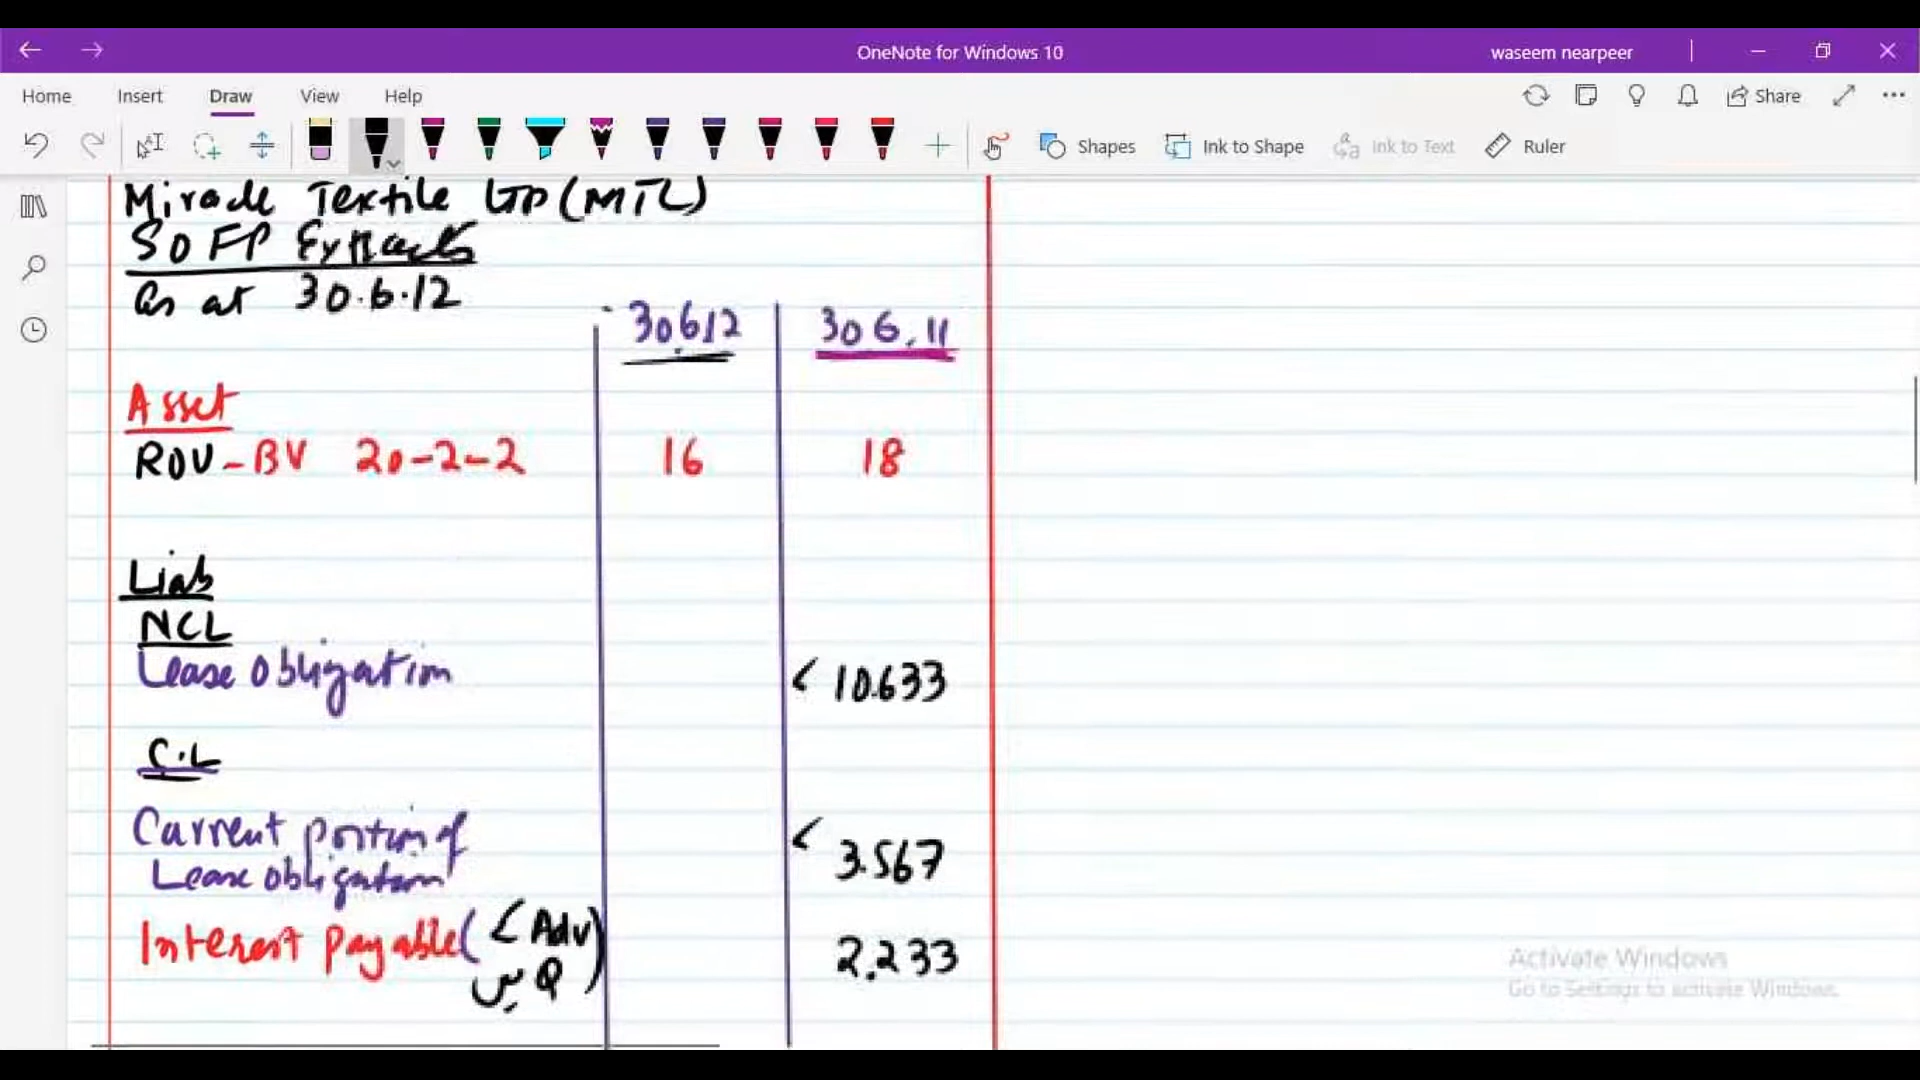 OneNote for Windows 10
waseem nearpeer
Home Insert Draw View Help
Share
Shapes Ink to Shape Ink to Text Ruler
Miracle Textile LTD (MTL)
SOFP Extracts
As at 30.6.12
30.6.12 30.6.11
Asset
ROU - BV 20-2-2 16 18
Liab
NCL
Lease Obligation < 10.633
C.L
Current portion of
Lease obligation < 3.567
Interest payable ( < Adv
میں Q ) 2.233
Activate Windows
Go to Settings to activate Windows.